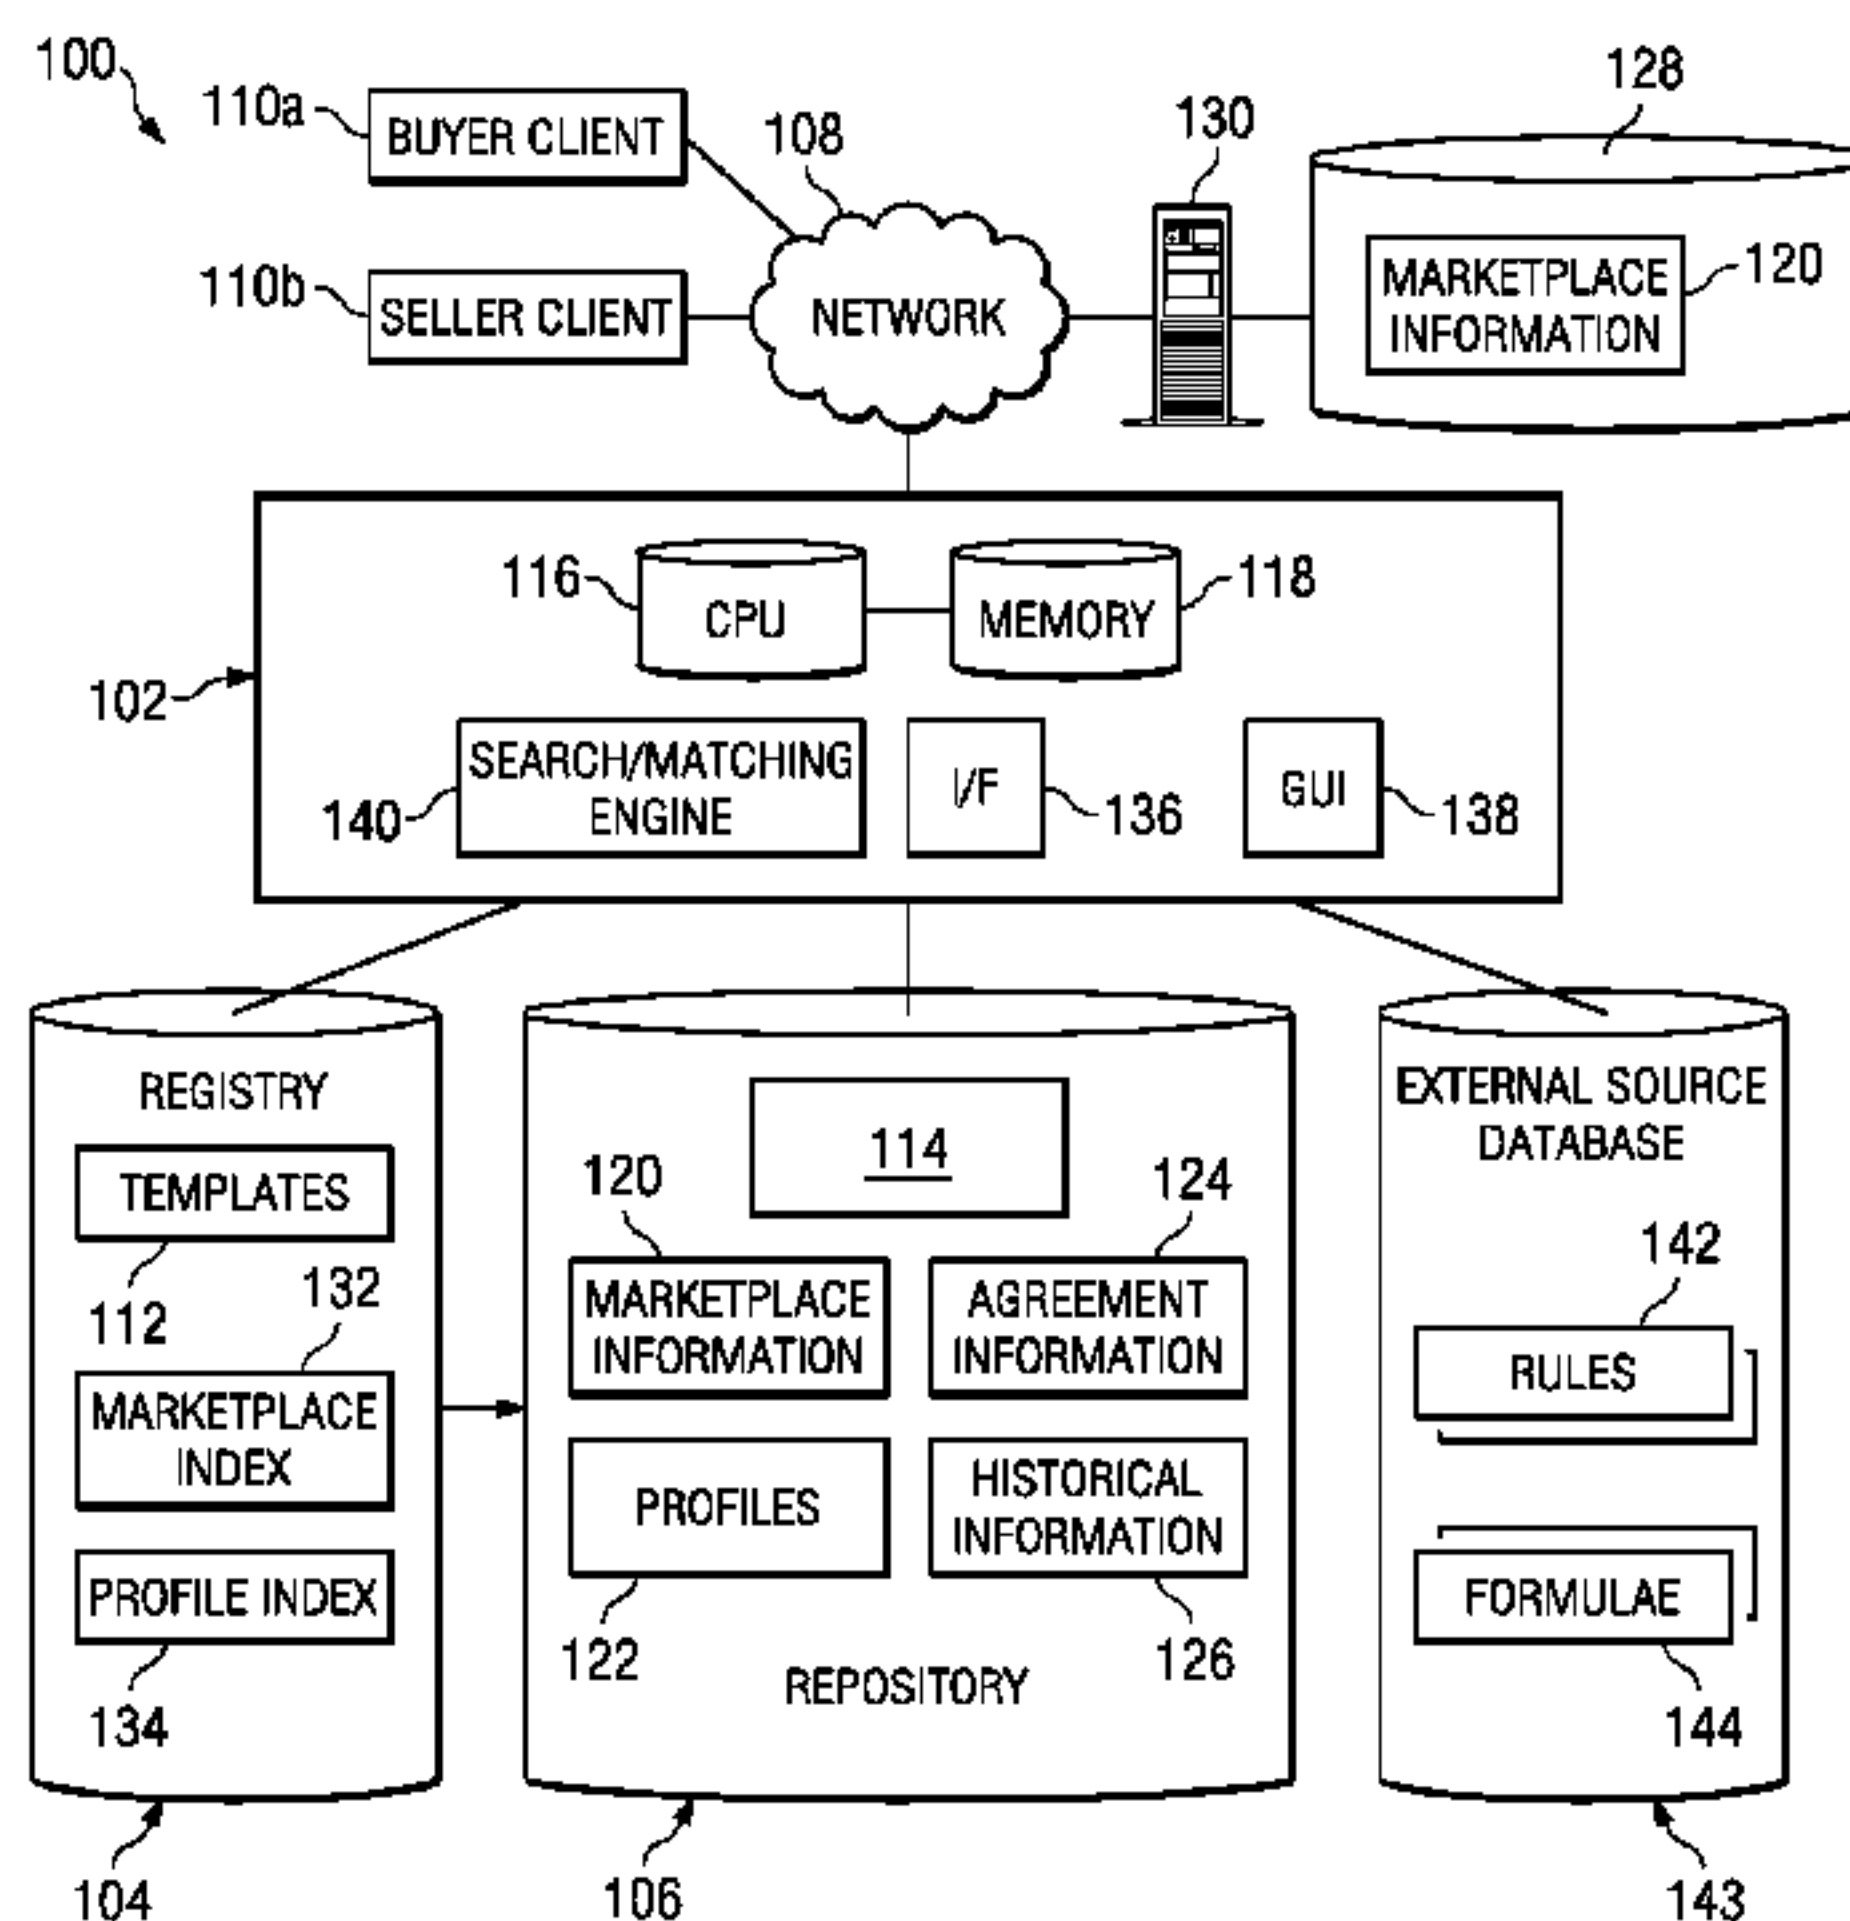 100
110a
BUYER CLIENT
108
130
128
110b
SELLER CLIENT
NETWORK
MARKETPLACE
INFORMATION
120
102
116
CPU
MEMORY
118
140
SEARCH/MATCHING
ENGINE
I/F
136
GUI
138
REGISTRY
TEMPLATES
112
132
MARKETPLACE
INDEX
PROFILE INDEX
134
104
114
120
MARKETPLACE
INFORMATION
124
AGREEMENT
INFORMATION
PROFILES
122
HISTORICAL
INFORMATION
126
REPOSITORY
106
EXTERNAL SOURCE
DATABASE
142
RULES
FORMULAE
144
143